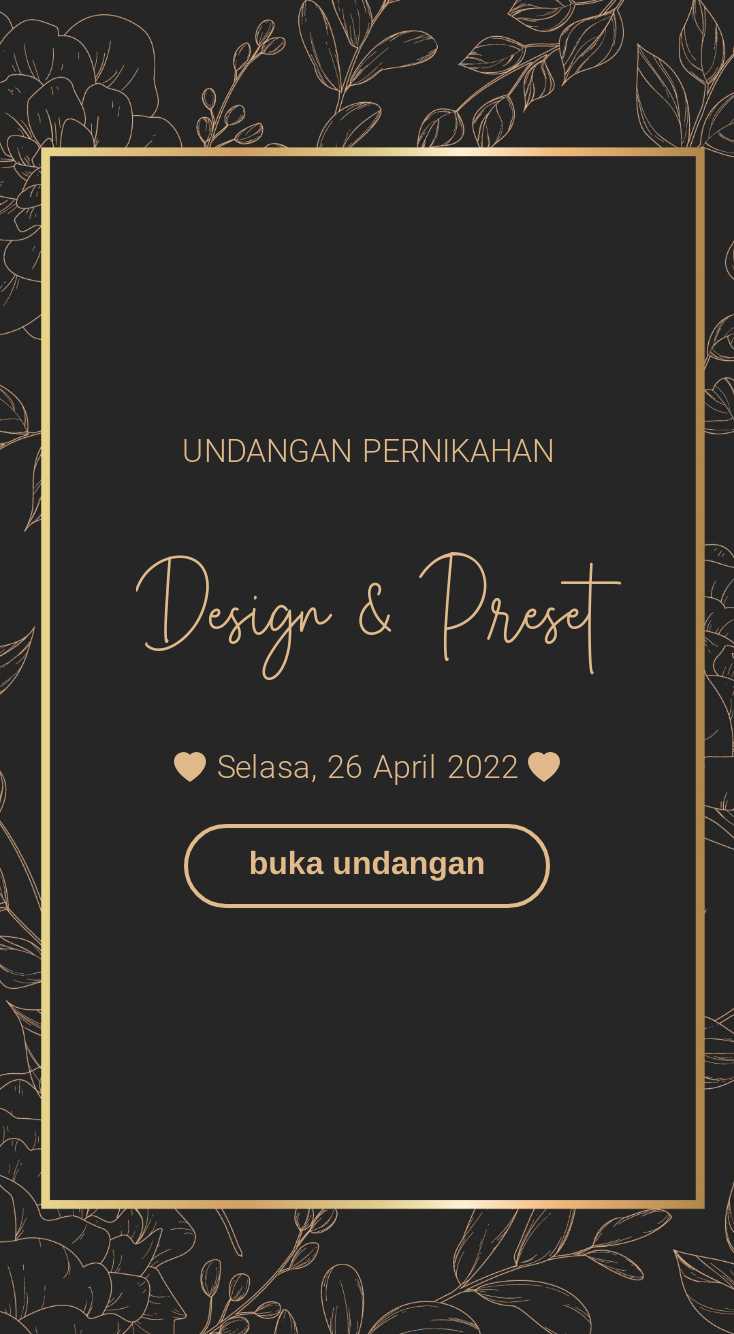 UNDANGAN PERNIKAHAN
Design & Preset
Selasa, 26 April 2022
buka undangan